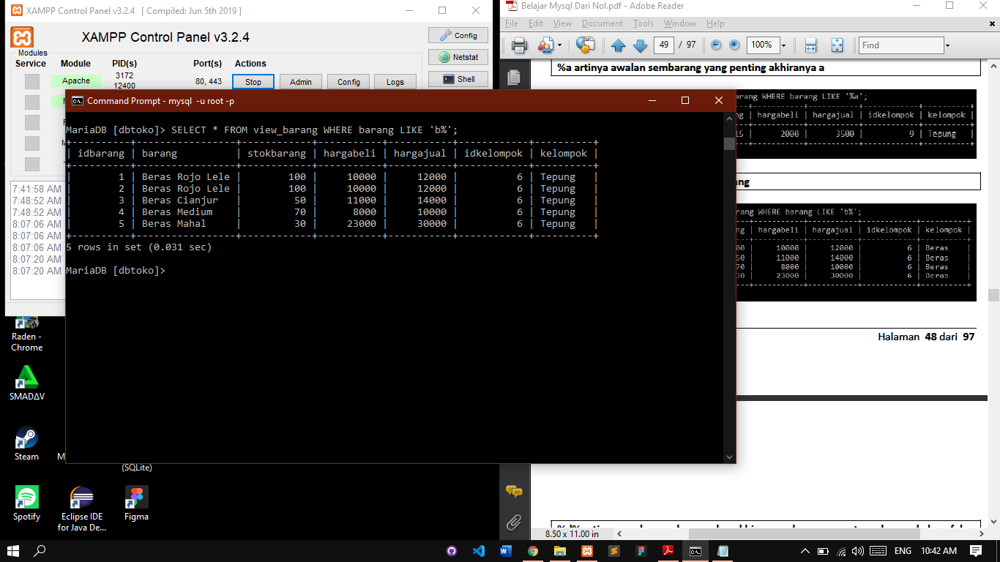 XAMPP Control Panel v3.2.4 [ Compiled: Jun 5th 2019 ]
XAMPP Control Panel v3.2.4
Config
Netstat
Shell
Modules
Service Module PID(s) Port(s) Actions
Apache 3172 12400 80, 443 Stop Admin Config Logs
7:41:58 AM
7:48:52 AM
7:48:52 AM
8:07:06 AM
8:07:06 AM
8:07:06 AM
8:07:20 AM
8:07:20 AM
Command Prompt - mysql -u root -p
MariaDB [dbtoko]> SELECT * FROM view_barang WHERE barang LIKE 'b%';
+----------+-----------------+------------+-----------+-----------+------------+----------+
| idbarang | barang | stokbarang | hargabeli | hargajual | idkelompok | kelompok |
+----------+-----------------+------------+-----------+-----------+------------+----------+
| 1 | Beras Rojo Lele | 100 | 10000 | 12000 | 6 | Tepung |
| 2 | Beras Rojo Lele | 100 | 10000 | 12000 | 6 | Tepung |
| 3 | Beras Cianjur | 50 | 11000 | 14000 | 6 | Tepung |
| 4 | Beras Medium | 70 | 8000 | 10000 | 6 | Tepung |
| 5 | Beras Mahal | 30 | 23000 | 30000 | 6 | Tepung |
+----------+-----------------+------------+-----------+-----------+------------+----------+
5 rows in set (0.031 sec)
MariaDB [dbtoko]>
Belajar Mysql Dari Nol.pdf - Adobe Reader
File Edit View Document Tools Window Help
49 / 97 100% Find
%a artinya awalan sembarang yang penting akhiranya a
WHERE barang LIKE '%a';
| hargabeli | hargajual | idkelompok | kelompok |
| 2000 | 3500 | 9 | Tepung |
WHERE barang LIKE 'b%';
| hargabeli | hargajual | idkelompok | kelompok |
| 10000 | 12000 | 6 | Beras |
| 11000 | 14000 | 6 | Beras |
| 8000 | 10000 | 6 | Beras |
| 23000 | 30000 | 6 | Beras |
Halaman 48 dari 97
8.50 x 11.00 in
Raden -
Chrome
SMADΔV
Steam
(SQLite)
Spotify
Eclipse IDE
for Java De...
Figma
ENG 10:42 AM